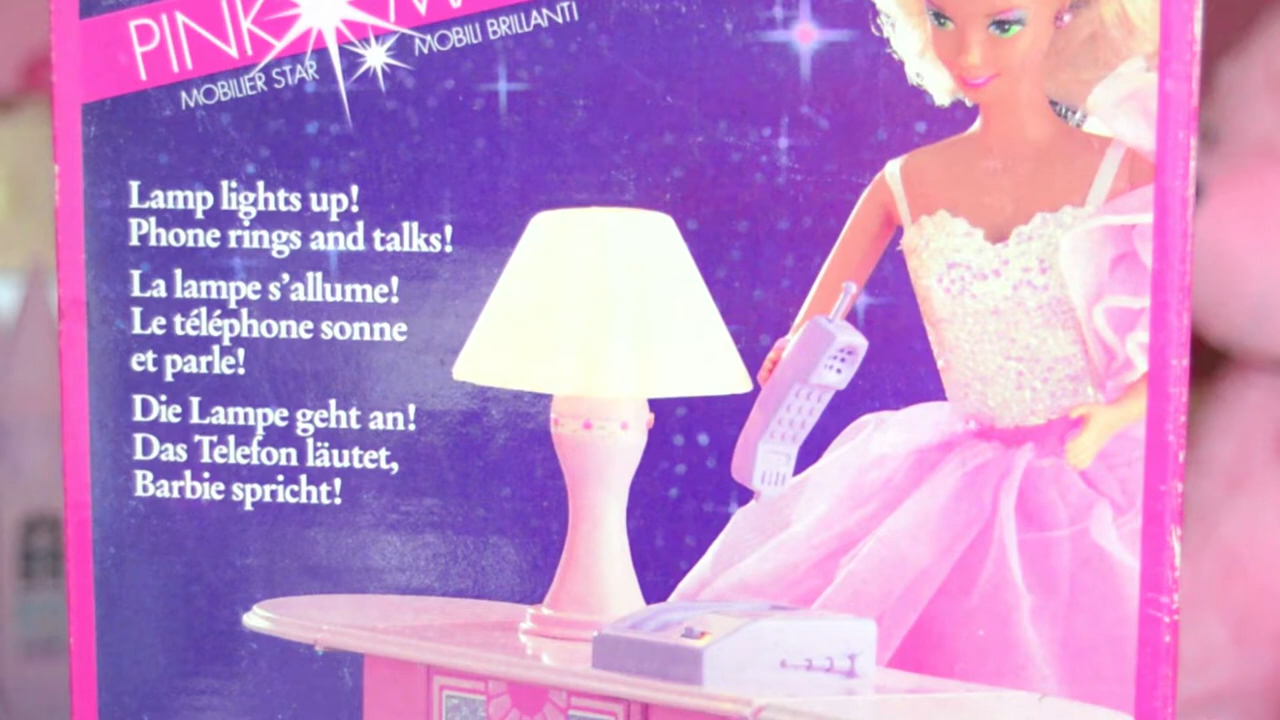 PINK
MOBILIER STAR
MOBILI BRILLANTI
Lamp lights up!
Phone rings and talks!
La lampe s'allume!
Le téléphone sonne
et parle!
Die Lampe geht an!
Das Telefon läutet,
Barbie spricht!